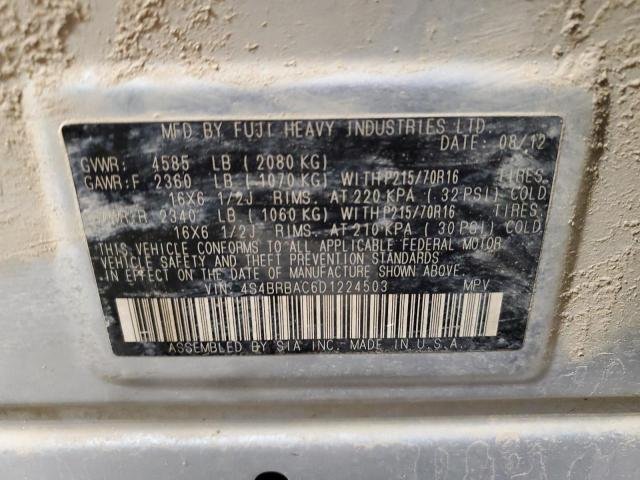 MFD BY FUJI HEAVY INDUSTRIES LTD.
DATE: 08/12
GVWR: 4585 LB (2080 KG)
GAWR:F 2360 LB (1070 KG) WITH P215/70R16 TIRES,
16X6 1/2J RIMS. AT 220 KPA (32 PSI) COLD
GAWR/R 2340 LB (1060 KG) WITH P215/70R16 TIRES,
16X6 1/2J RIMS. AT 210 KPA (30 PSI) COLD
THIS VEHICLE CONFORMS TO ALL APPLICABLE FEDERAL MOTOR
VEHICLE SAFETY AND THEFT PREVENTION STANDARDS
IN EFFECT ON THE DATE OF MANUFACTURE SHOWN ABOVE
VIN 4S4BRBAC6D1224503 MPV
ASSEMBLED BY SIA INC.-MADE IN U.S.A.